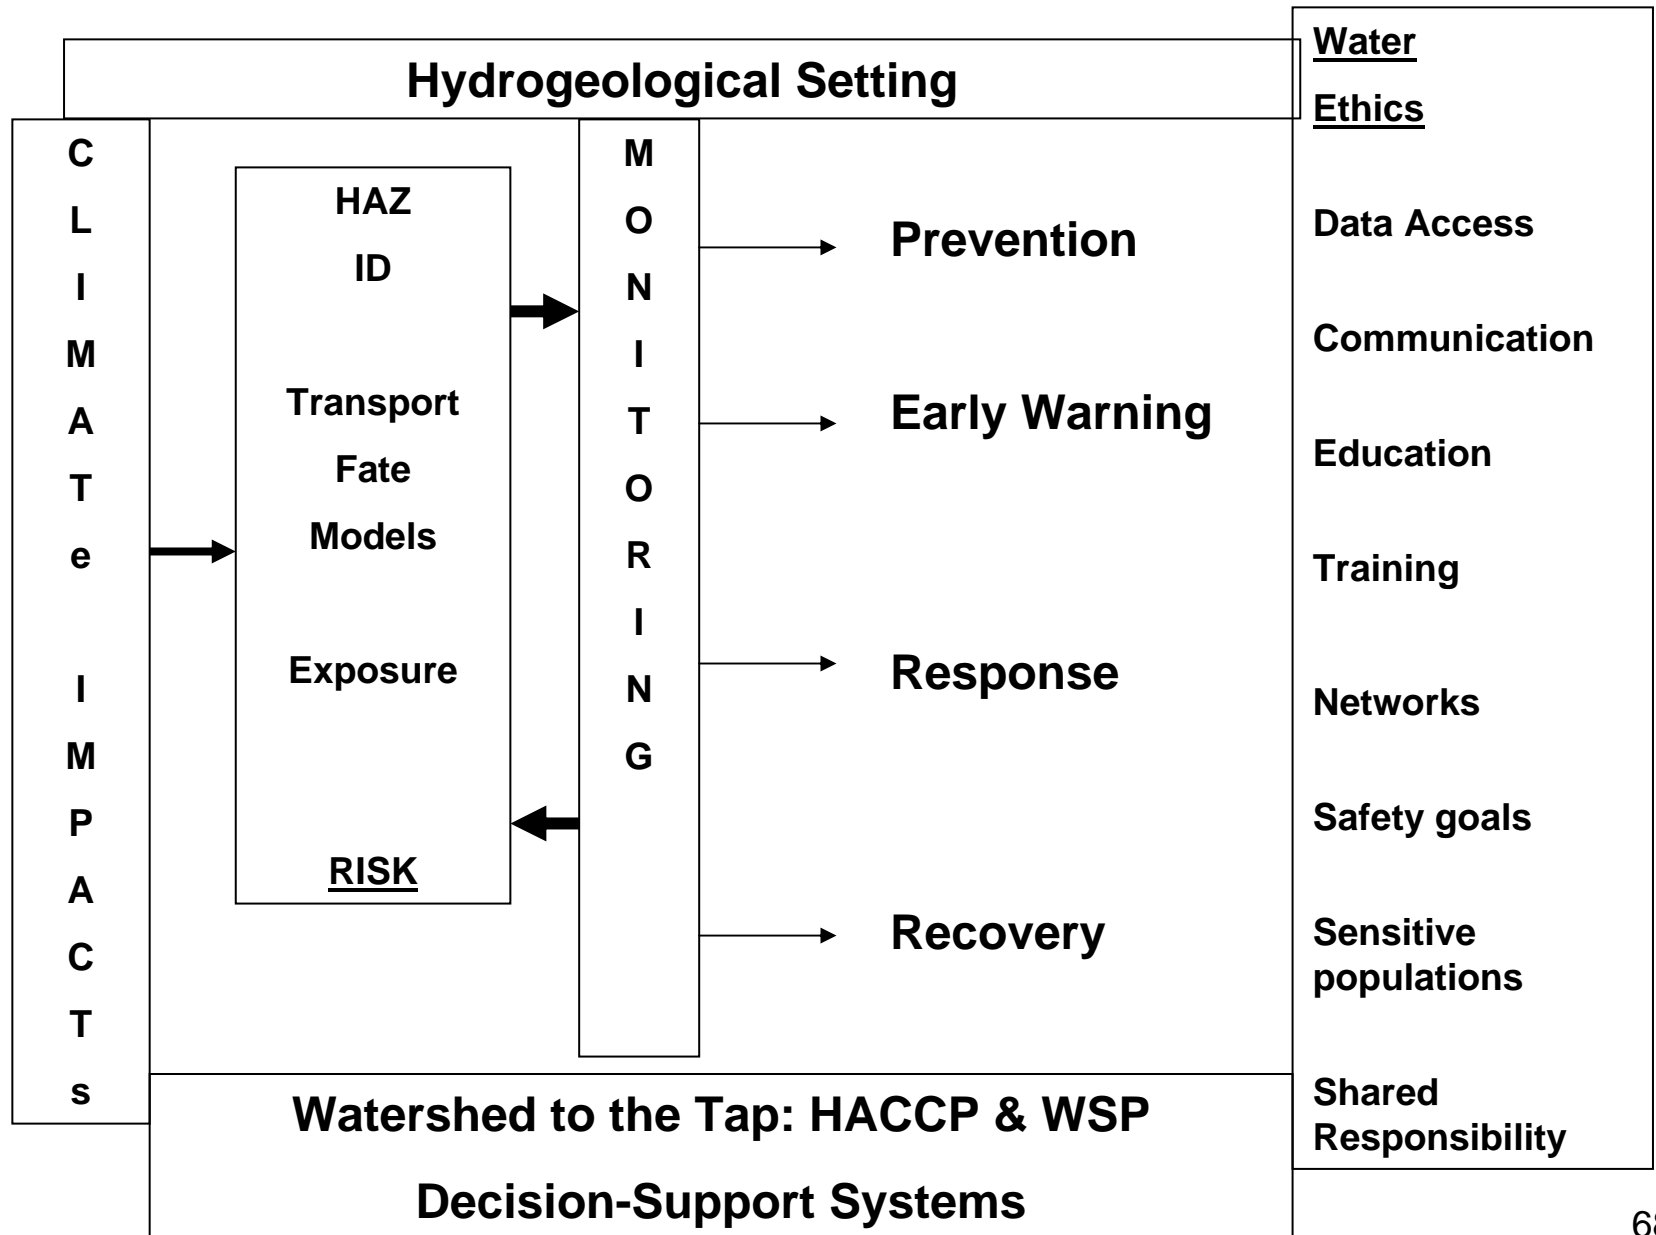 Hydrogeological Setting
C
L
I
M
A
T
e
I
M
P
A
C
T
s
HAZ
ID
Transport
Fate
Models
Exposure
RISK
M
O
N
I
T
O
R
I
N
G
Prevention
Early Warning
Response
Recovery
Watershed to the Tap: HACCP & WSP
Decision-Support Systems
Water
Ethics
Data Access
Communication
Education
Training
Networks
Safety goals
Sensitive
populations
Shared
Responsibility